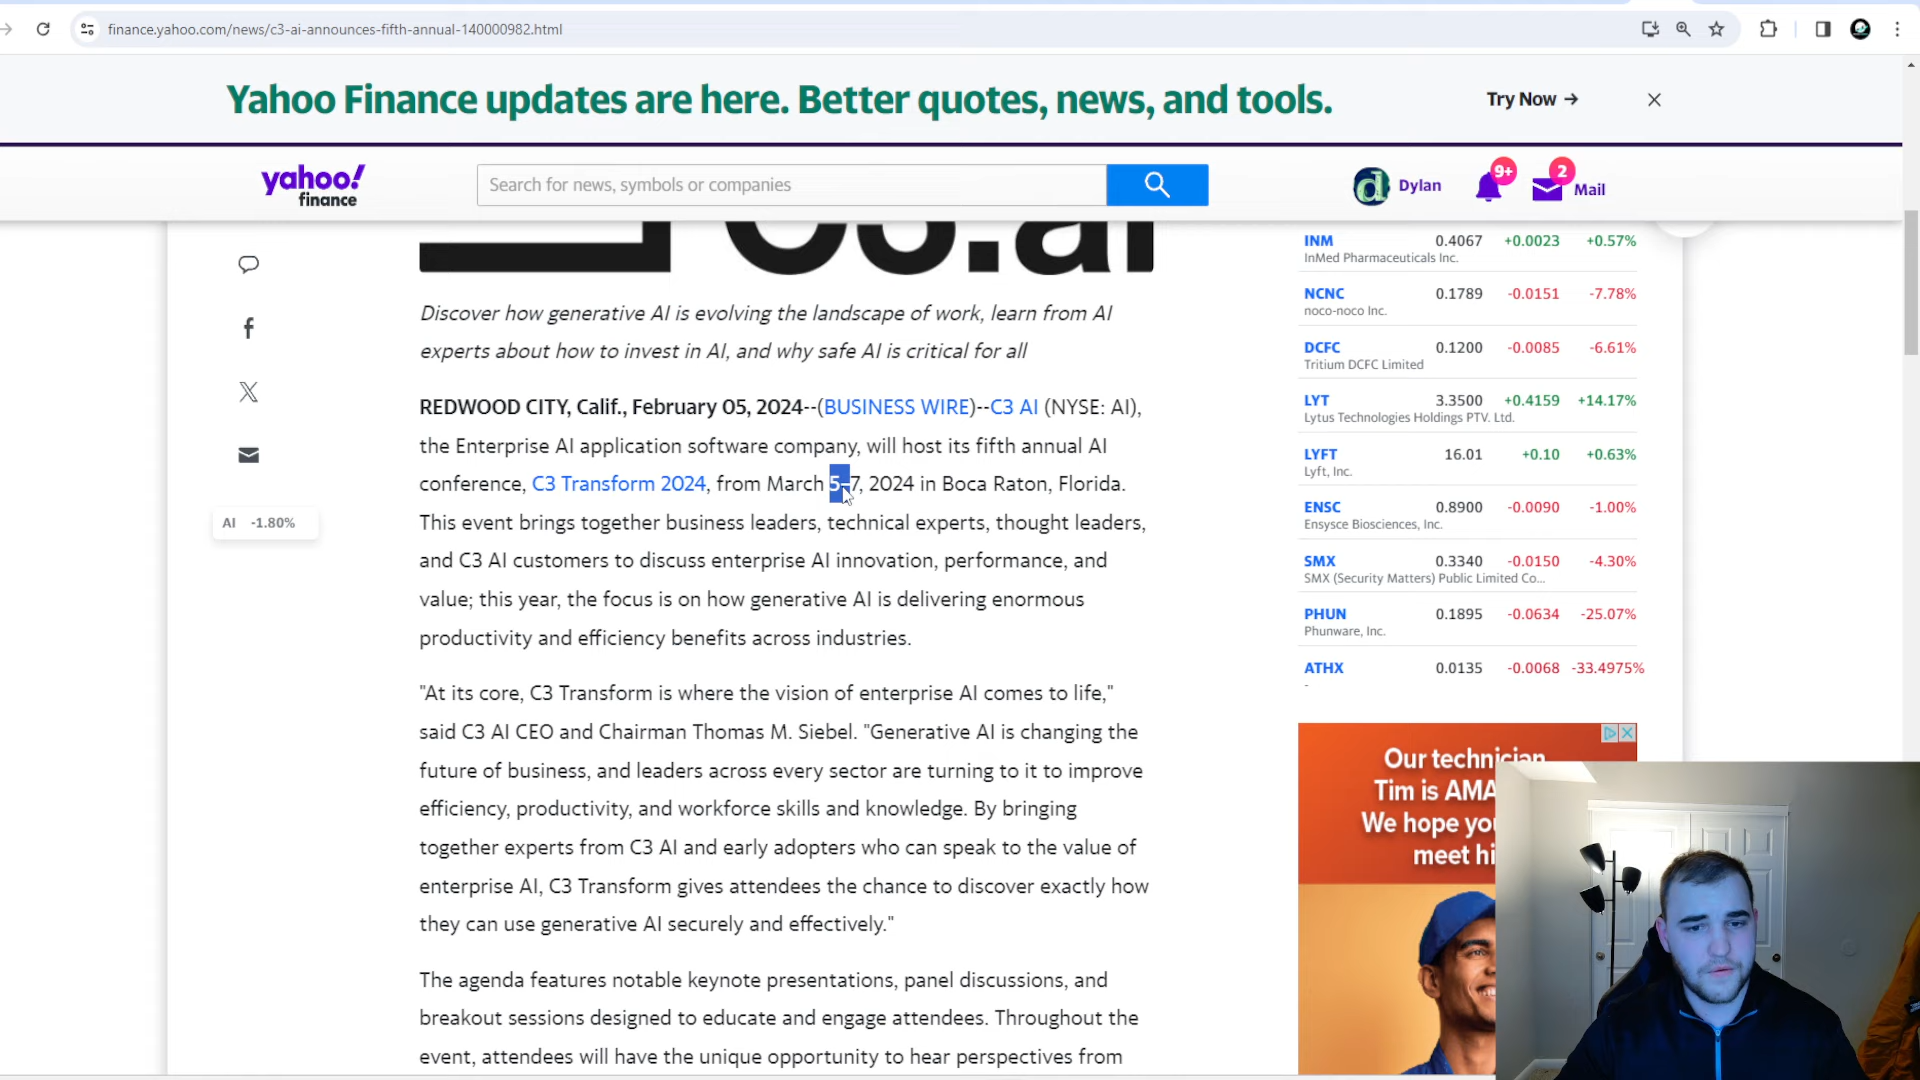 finance.yahoo.com/news/c3-ai-announces-fifth-annual-140000982.html
Yahoo Finance updates are here. Better quotes, news, and tools.
Try Now →
yahoo!
finance
Search for news, symbols or companies
d
Dylan
9+
2
Mail
C3.ai
Discover how generative AI is evolving the landscape of work, learn from AI
experts about how to invest in AI, and why safe AI is critical for all
REDWOOD CITY, Calif., February 05, 2024--(BUSINESS WIRE)--C3 AI (NYSE: AI),
the Enterprise AI application software company, will host its fifth annual AI
conference, C3 Transform 2024, from March 5–7, 2024 in Boca Raton, Florida.
This event brings together business leaders, technical experts, thought leaders,
and C3 AI customers to discuss enterprise AI innovation, performance, and
value; this year, the focus is on how generative AI is delivering enormous
productivity and efficiency benefits across industries.
AI -1.80%
"At its core, C3 Transform is where the vision of enterprise AI comes to life,"
said C3 AI CEO and Chairman Thomas M. Siebel. "Generative AI is changing the
future of business, and leaders across every sector are turning to it to improve
efficiency, productivity, and workforce skills and knowledge. By bringing
together experts from C3 AI and early adopters who can speak to the value of
enterprise AI, C3 Transform gives attendees the chance to discover exactly how
they can use generative AI securely and effectively."
The agenda features notable keynote presentations, panel discussions, and
breakout sessions designed to educate and engage attendees. Throughout the
event, attendees will have the unique opportunity to hear perspectives from
INM 0.4067 +0.0023 +0.57%
InMed Pharmaceuticals Inc.
NCNC 0.1789 -0.0151 -7.78%
noco-noco Inc.
DCFC 0.1200 -0.0085 -6.61%
Tritium DCFC Limited
LYT 3.3500 +0.4159 +14.17%
Lytus Technologies Holdings PTV. Ltd.
LYFT 16.01 +0.10 +0.63%
Lyft, Inc.
ENSC 0.8900 -0.0090 -1.00%
Ensysce Biosciences, Inc.
SMX 0.3340 -0.0150 -4.30%
SMX (Security Matters) Public Limited Co...
PHUN 0.1895 -0.0634 -25.07%
Phunware, Inc.
ATHX 0.0135 -0.0068 -33.4975%
-
Our technician
Tim is AMA
We hope you
meet hi